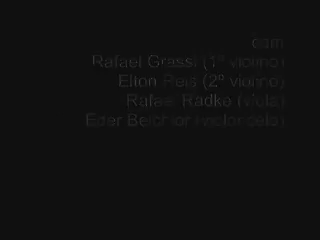 com
Rafael Grassi (1º violino)
Elton Reis (2º violino)
Rafael Radke (viola)
Eder Belchior (violoncelo)